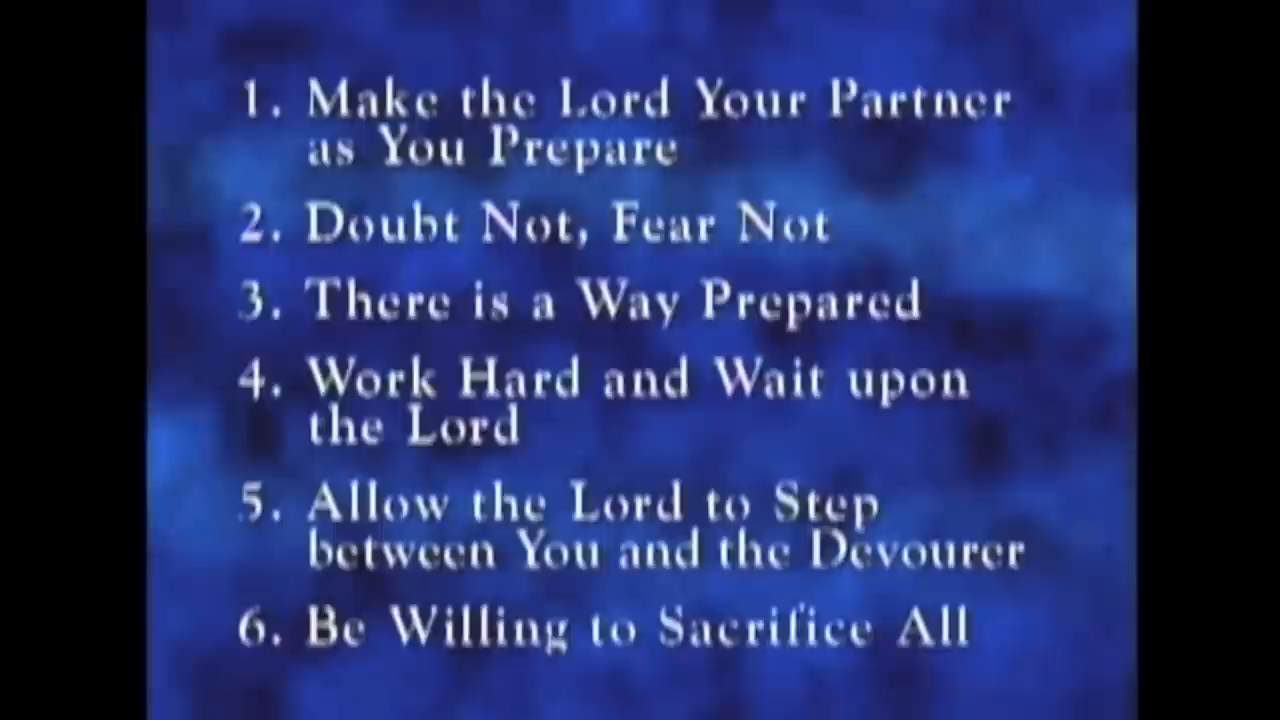 1. Make the Lord Your Partner
as You Prepare
2. Doubt Not, Fear Not
3. There is a Way Prepared
4. Work Hard and Wait upon
the Lord
5. Allow the Lord to Step
between You and the Devourer
6. Be Willing to Sacrifice All